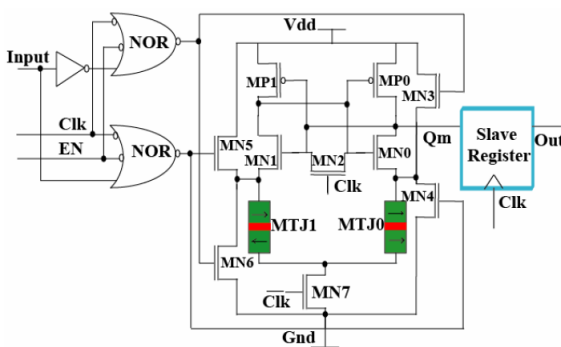 Vdd
NOR
Input
MP1
MP0
MN3
Clk
Qm
Slave
Register
Out
EN
NOR
MN5
MN1
MN2
MN0
Clk
MN4
Clk
MTJ1
MTJ0
MN6
Clk
MN7
Gnd